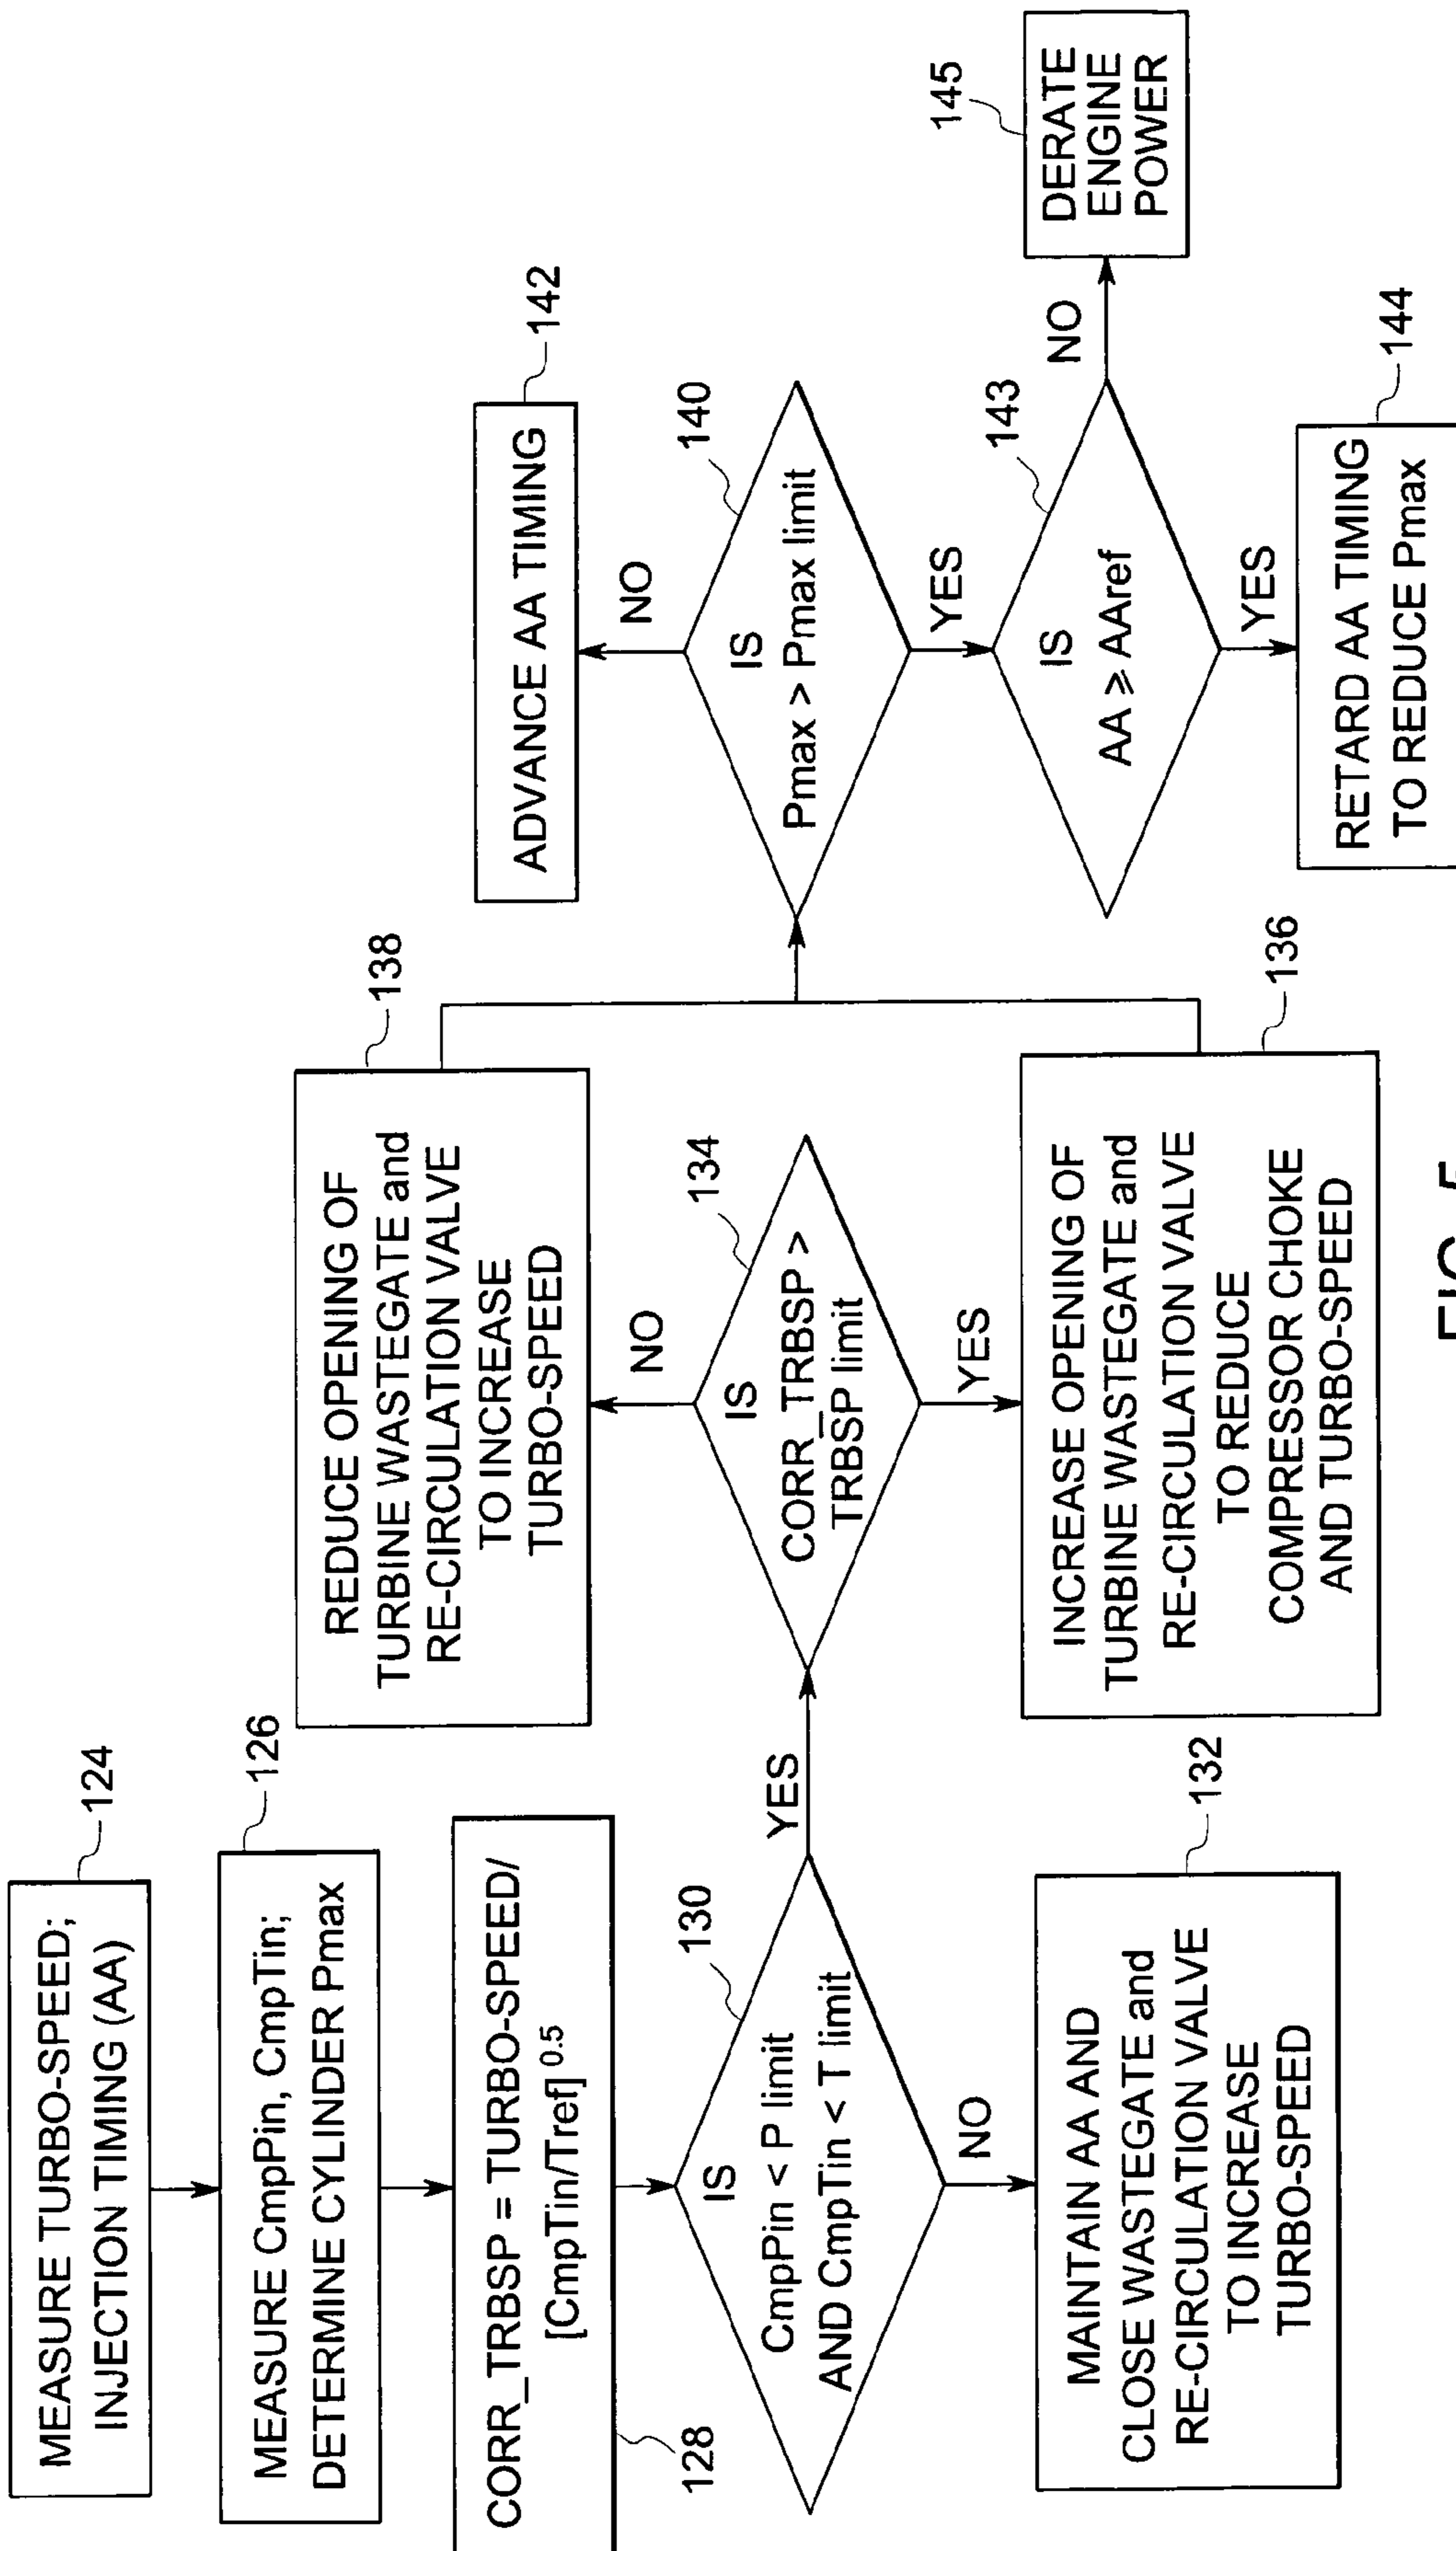 124
MEASURE TURBO-SPEED;
INJECTION TIMING (AA)
126
MEASURE CmpPin, CmpTin;
DETERMINE CYLINDER Pmax
128
CORR_TRBSP = TURBO-SPEED/
[CmpTin/Tref] 0.5
130
IS
CmpPin < P limit
AND CmpTin < T limit
NO
YES
132
MAINTAIN AA AND
CLOSE WASTEGATE and
RE-CIRCULATION VALVE
TO INCREASE
TURBO-SPEED
134
IS
CORR_TRBSP >
TRBSP limit
NO
YES
138
REDUCE OPENING OF
TURBINE WASTEGATE and
RE-CIRCULATION VALVE
TO INCREASE
TURBO-SPEED
136
INCREASE OPENING OF
TURBINE WASTEGATE and
RE-CIRCULATION VALVE
TO REDUCE
COMPRESSOR CHOKE
AND TURBO-SPEED
140
IS
Pmax > Pmax limit
NO
YES
142
ADVANCE AA TIMING
143
IS
AA ⩾ AAref
NO
YES
145
DERATE
ENGINE
POWER
144
RETARD AA TIMING
TO REDUCE Pmax